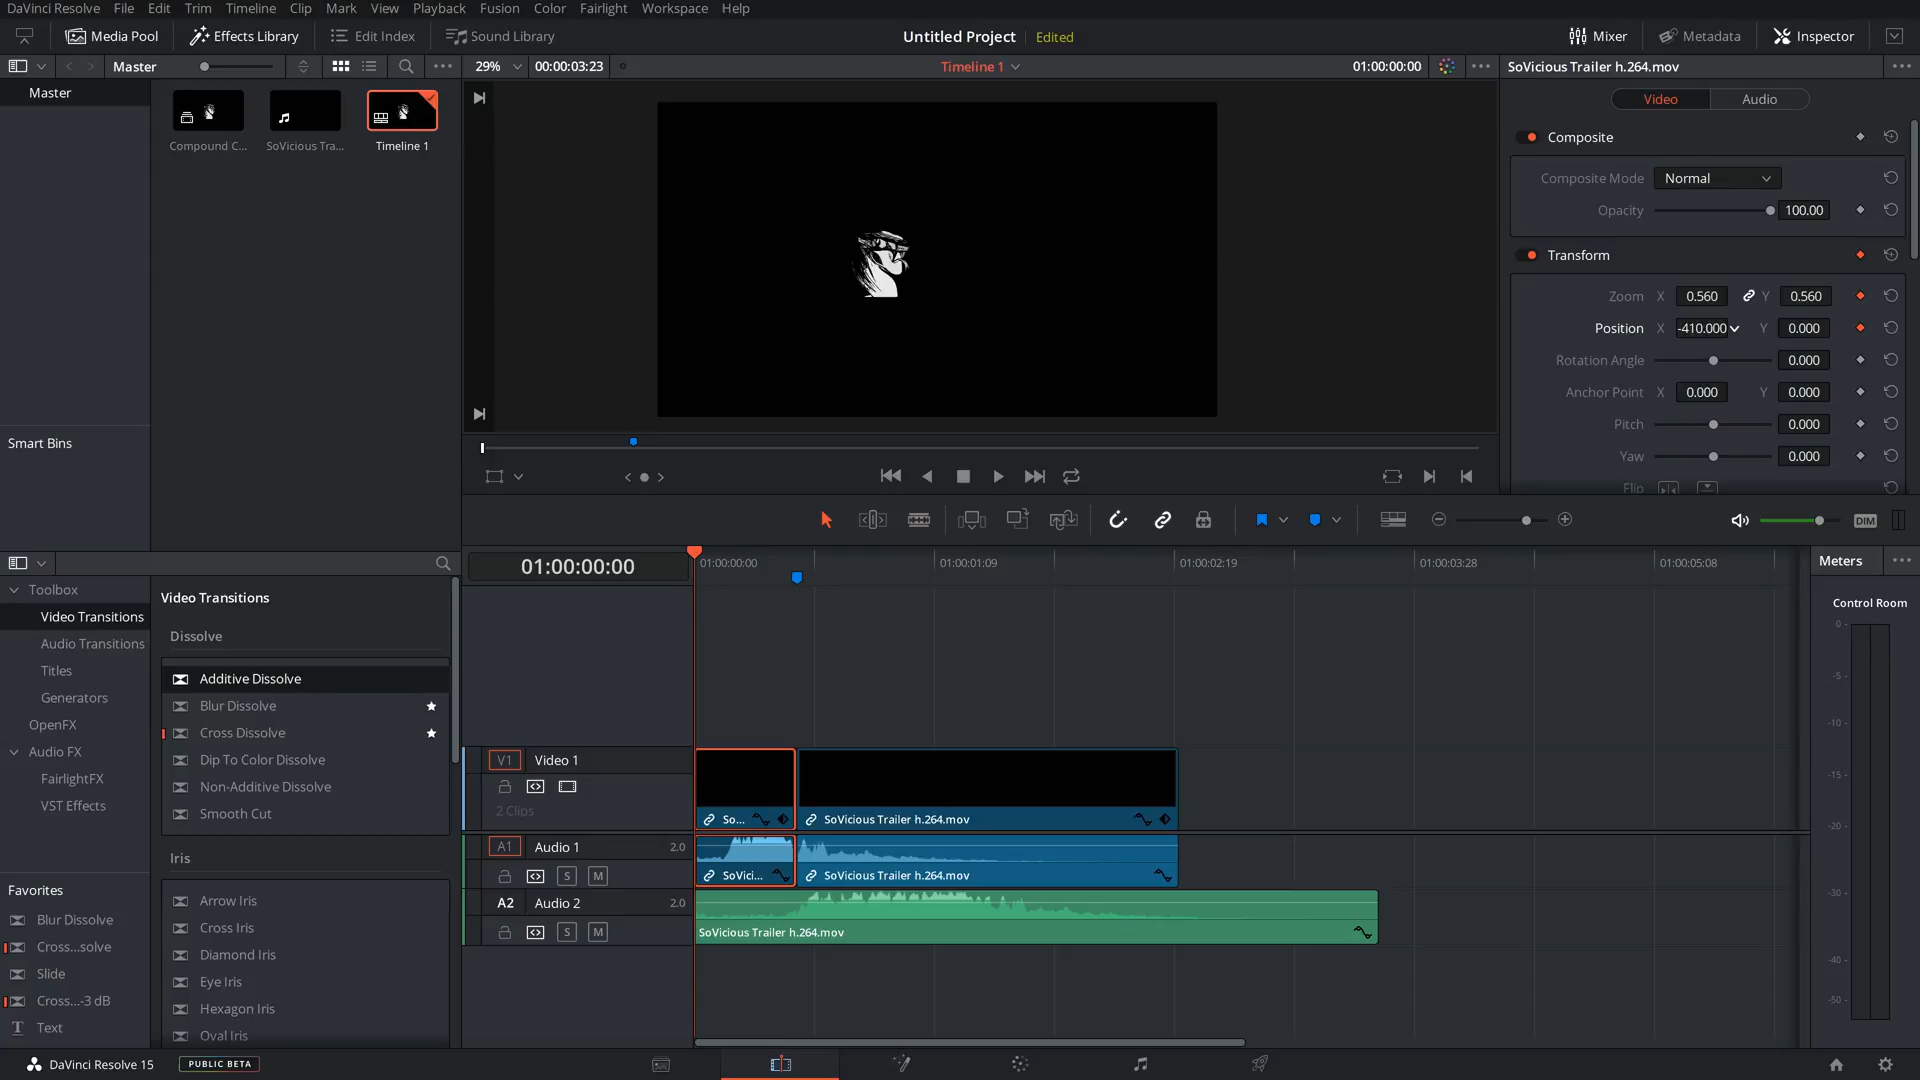 DaVinci Resolve File Edit Trim Timeline Clip Mark View Playback Fusion Color Fairlight Workspace Help
Media Pool Effects Library Edit Index Sound Library Untitled Project Edited Mixer Metadata Inspector
Master 29% 00:00:03:23 Timeline 1 01:00:00:00 SoVicious Trailer h.264.mov
Master
Compound C... SoVicious Tra... Timeline 1
Smart Bins
Video Audio
Composite
Composite Mode Normal
Opacity 100.00
Transform
Zoom X 0.560 Y 0.560
Position X -410.000 Y 0.000
Rotation Angle 0.000
Anchor Point X 0.000 Y 0.000
Pitch 0.000
Yaw 0.000
Flip
DIM
Toolbox
Video Transitions
Audio Transitions
Titles
Generators
OpenFX
Audio FX
FairlightFX
VST Effects
Favorites
Blur Dissolve
Cross...solve
Slide
Cross...-3 dB
Text
Video Transitions
Dissolve
Additive Dissolve
Blur Dissolve
Cross Dissolve
Dip To Color Dissolve
Non-Additive Dissolve
Smooth Cut
Iris
Arrow Iris
Cross Iris
Diamond Iris
Eye Iris
Hexagon Iris
Oval Iris
01:00:00:00
01:00:00:00 01:00:01:09 01:00:02:19 01:00:03:28 01:00:05:08
V1 Video 1
2 Clips
So... SoVicious Trailer h.264.mov
A1 Audio 1 2.0
S M
SoVici... SoVicious Trailer h.264.mov
A2 Audio 2 2.0
S M
SoVicious Trailer h.264.mov
Meters
Control Room
0
-5
-10
-15
-20
-30
-40
-50
DaVinci Resolve 15 PUBLIC BETA